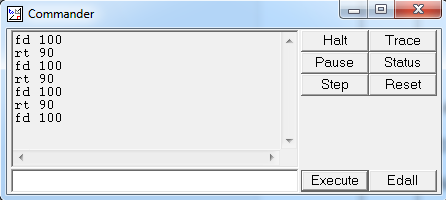 Commander
fd 100
rt 90
fd 100
rt 90
fd 100
rt 90
fd 100
Halt
Trace
Pause
Status
Step
Reset
Execute
Edall